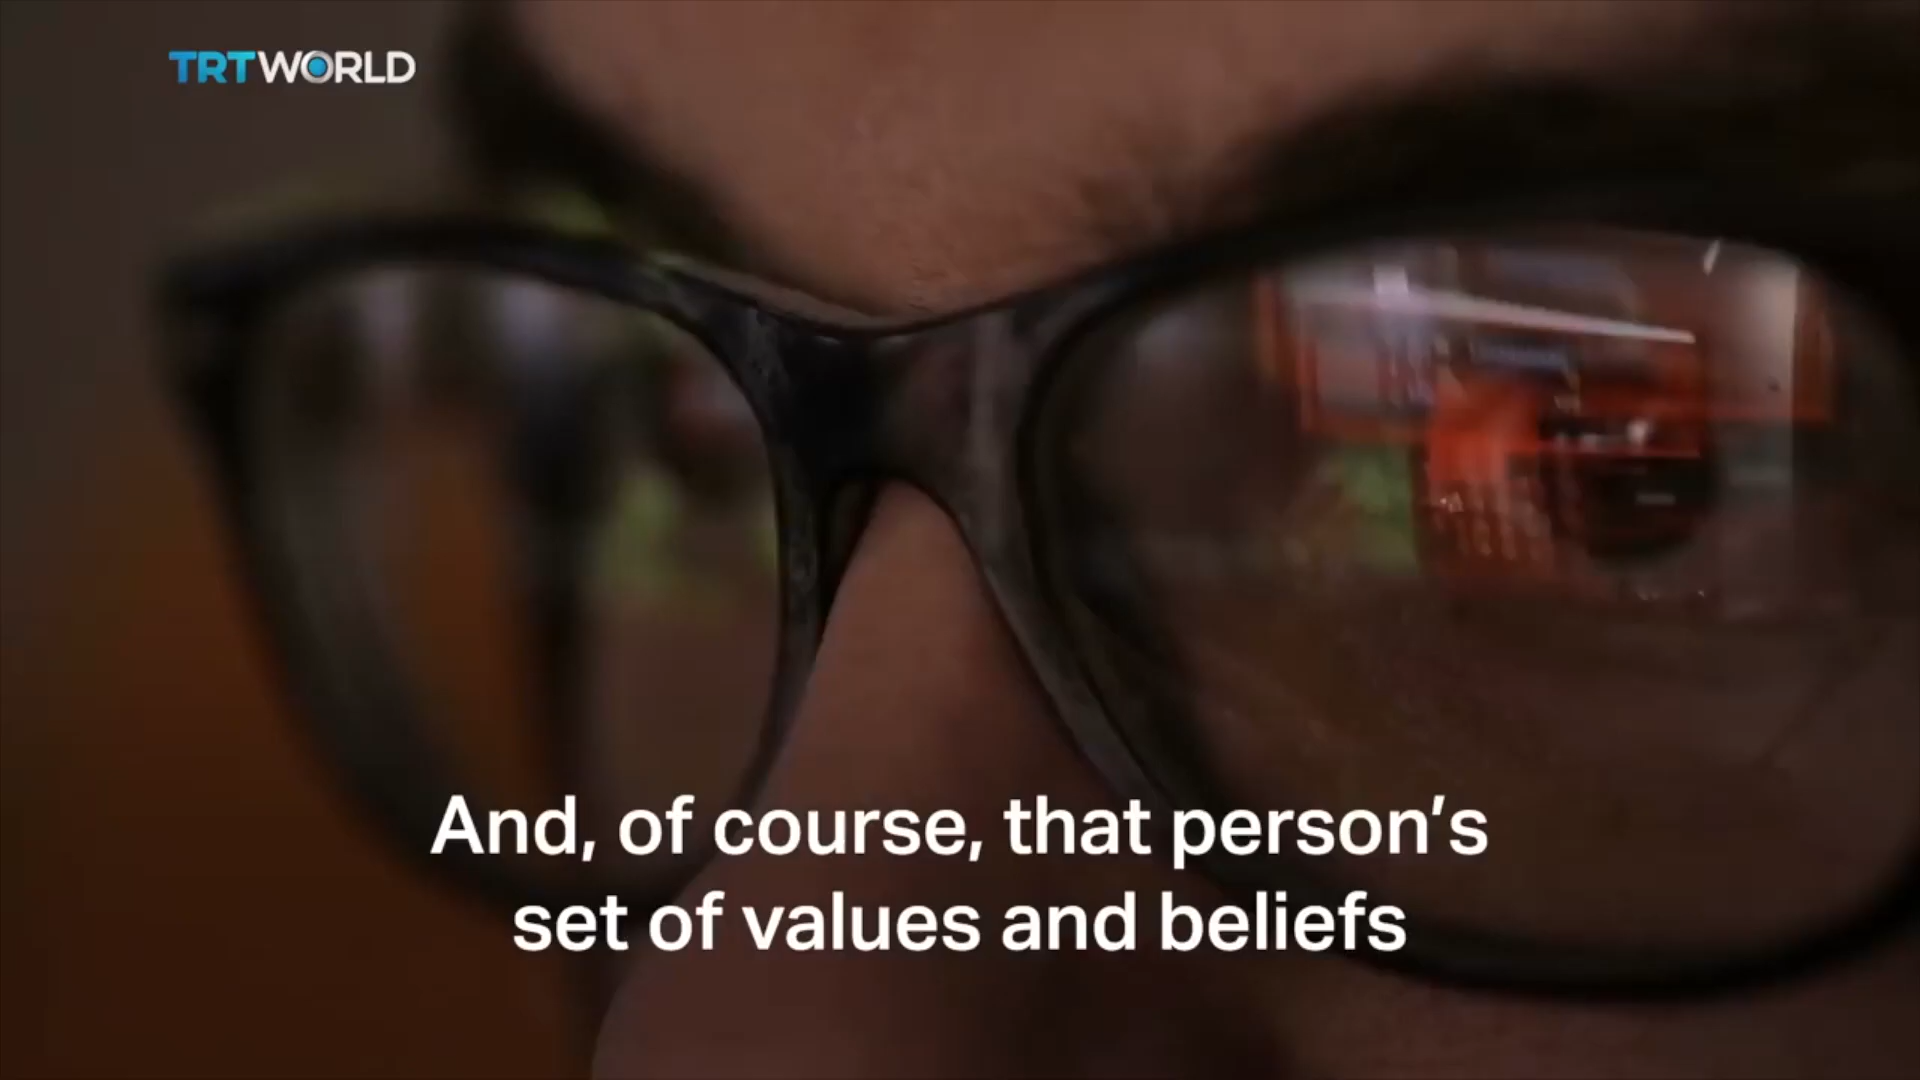 TRTWORLD
And, of course, that person's
set of values and beliefs